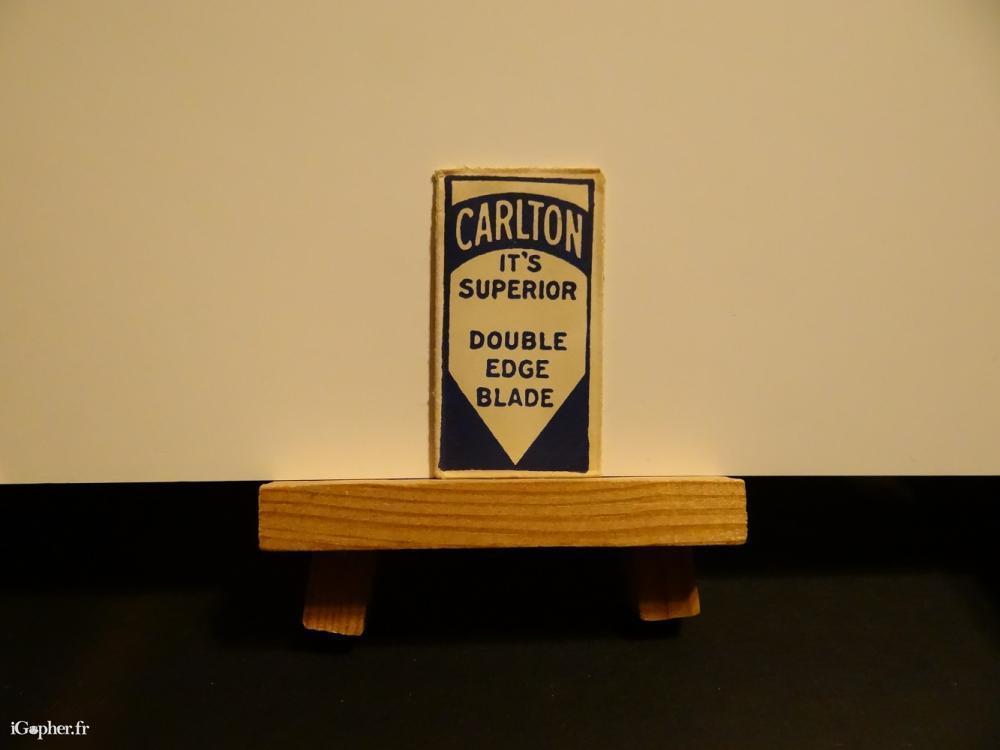 CARLTON
IT'S
SUPERIOR
DOUBLE
EDGE
BLADE
iGopher.fr